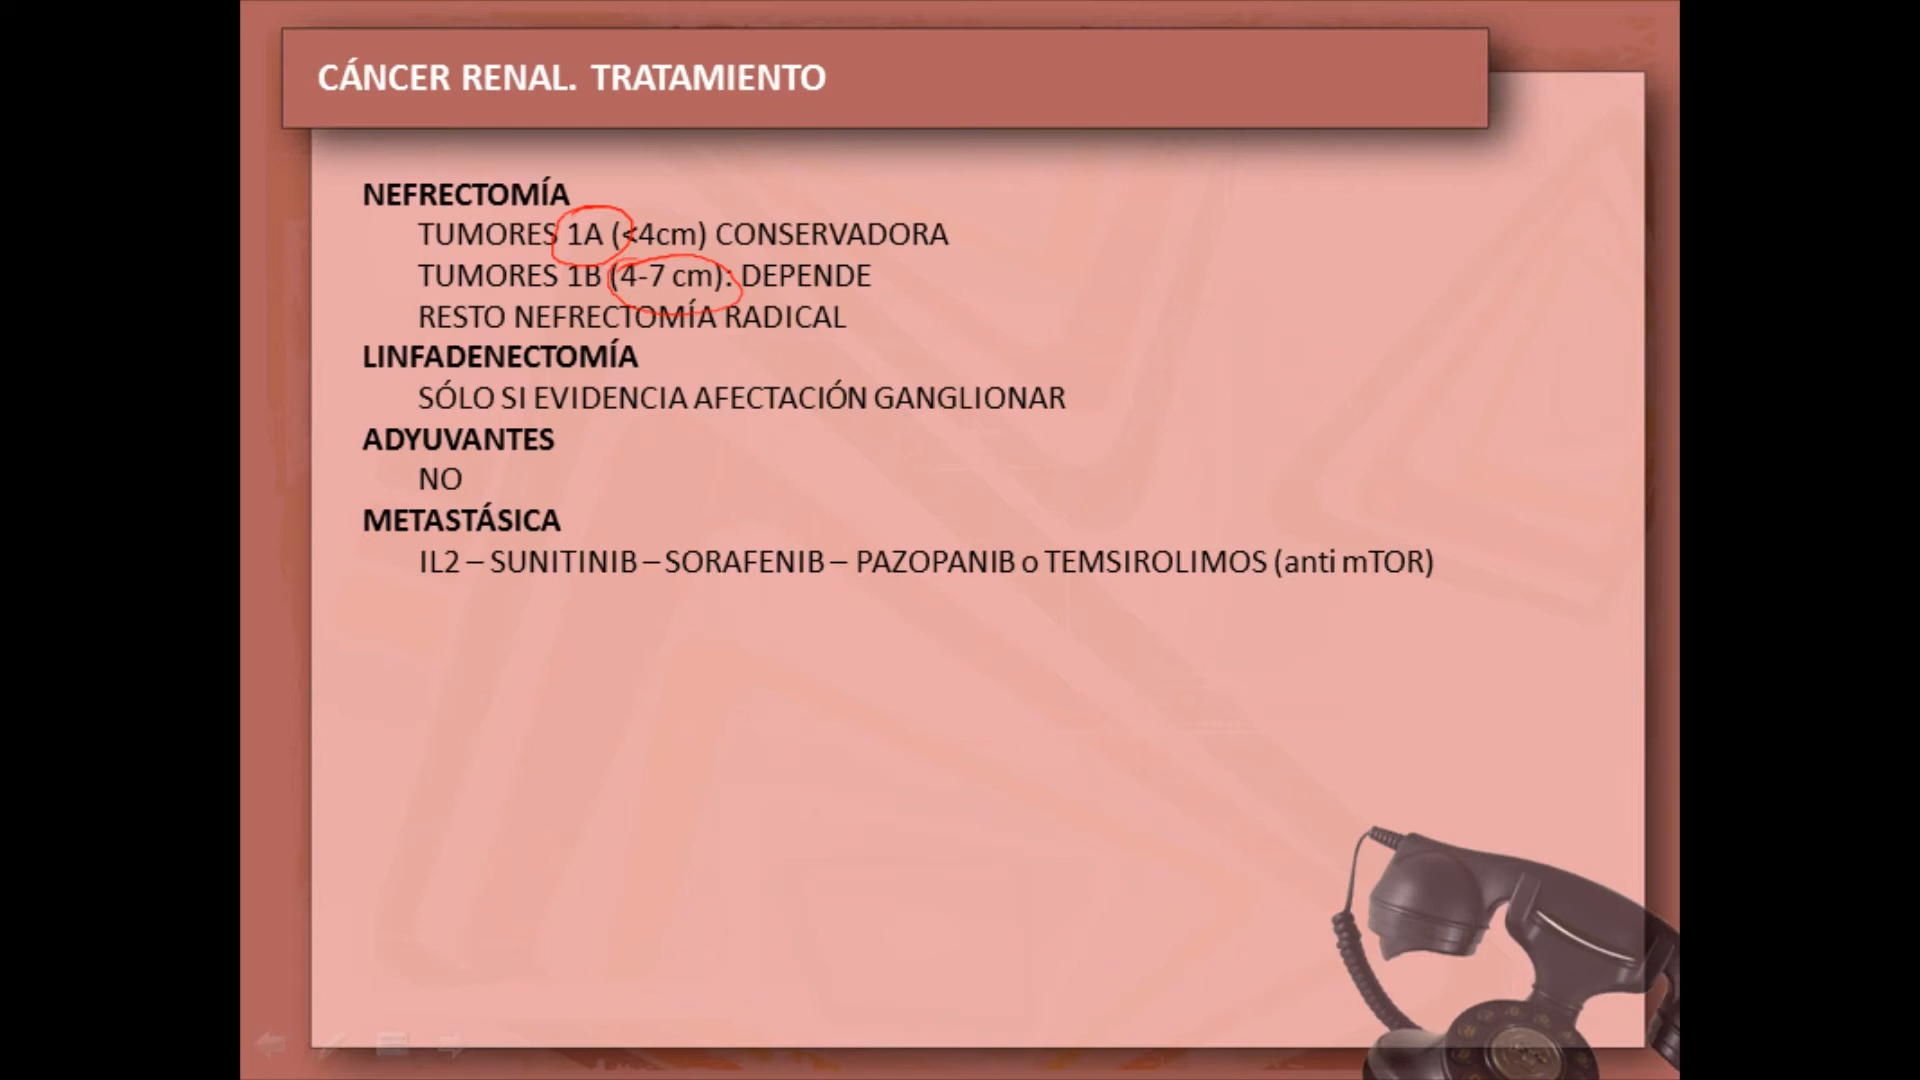 CÁNCER RENAL. TRATAMIENTO
NEFRECTOMÍA
TUMORES 1A (<4cm) CONSERVADORA
TUMORES 1B (4-7 cm): DEPENDE
RESTO NEFRECTOMÍA RADICAL
LINFADENECTOMÍA
SÓLO SI EVIDENCIA AFECTACIÓN GANGLIONAR
ADYUVANTES
NO
METASTÁSICA
IL2 – SUNITINIB – SORAFENIB – PAZOPANIB o TEMSIROLIMOS (anti mTOR)